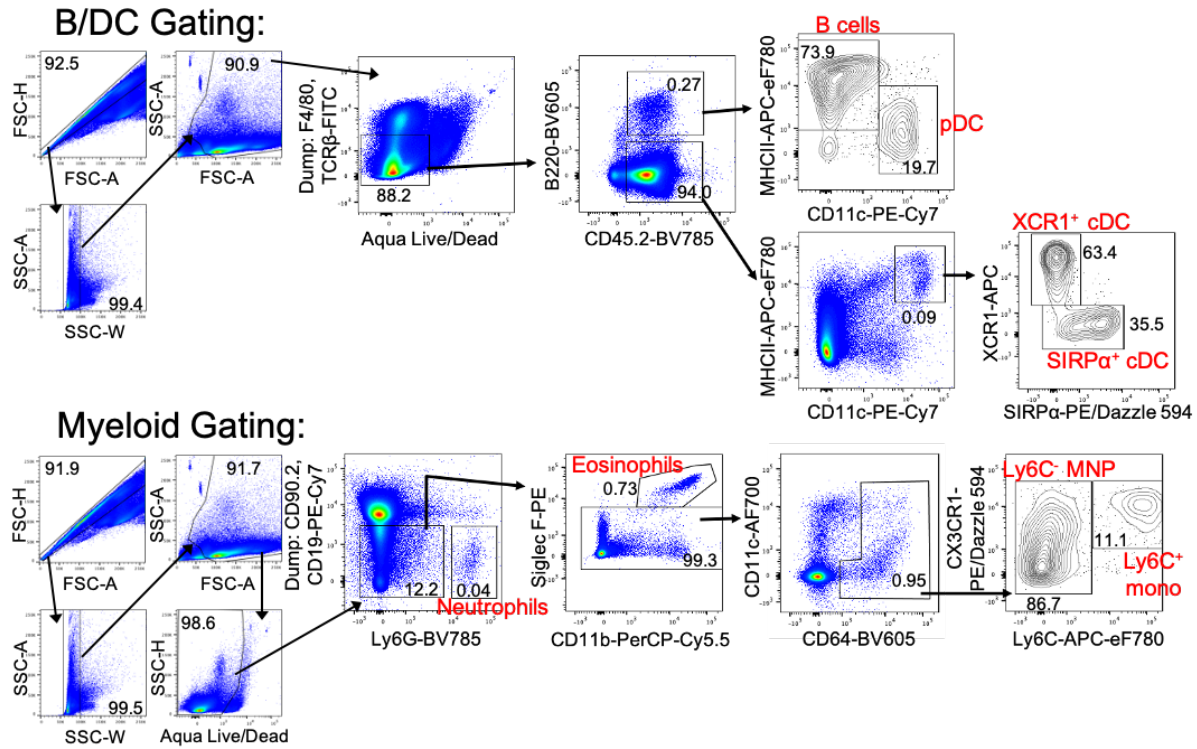 B/DC Gating:
92.5
FSC-H
FSC-A
90.9
SSC-A
FSC-A
SSC-A
99.4
SSC-W
Dump: F4/80,
TCRβ-FITC
88.2
Aqua Live/Dead
B220-BV605
0.27
94.0
CD45.2-BV785
B cells
73.9
MHCII-APC-eF780
pDC
19.7
CD11c-PE-Cy7
MHCII-APC-eF780
0.09
CD11c-PE-Cy7
XCR1⁺ cDC
63.4
XCR1-APC
35.5
SIRPα⁺ cDC
SIRPα-PE/Dazzle 594
Myeloid Gating:
91.9
FSC-H
FSC-A
91.7
SSC-A
FSC-A
SSC-A
99.5
SSC-W
98.6
SSC-H
Aqua Live/Dead
Dump: CD90.2,
CD19-PE-Cy7
12.2
0.04
Neutrophils
Ly6G-BV785
Eosinophils
0.73
Siglec F-PE
99.3
CD11b-PerCP-Cy5.5
CD11c-AF700
0.95
CD64-BV605
CX3CR1-
PE/Dazzle 594
Ly6C⁻ MNP
11.1
Ly6C⁺
mono
86.7
Ly6C-APC-eF780